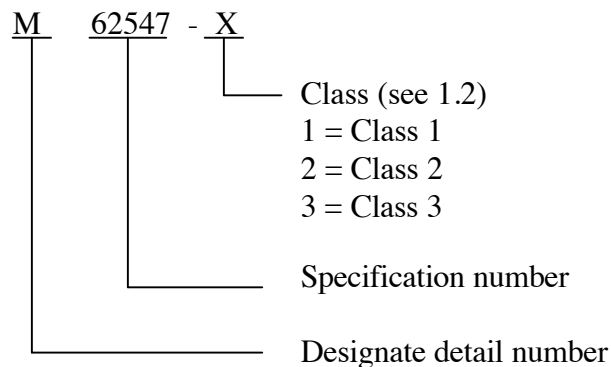 M 62547 - X
Class (see 1.2)
1 = Class 1
2 = Class 2
3 = Class 3
Specification number
Designate detail number